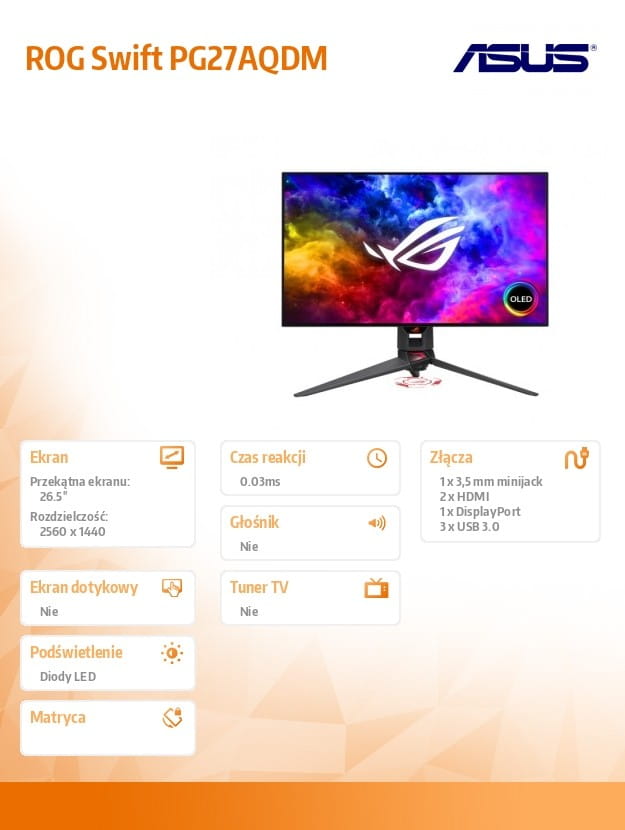 ROG Swift PG27AQDM
ASUS®
OLED
Ekran
Przekątna ekranu:
26.5"
Rozdzielczość:
2560 x 1440
Czas reakcji
0.03ms
Głośnik
Nie
Złącza
1 x 3,5 mm minijack
2 x HDMI
1 x DisplayPort
3 x USB 3.0
Ekran dotykowy
Nie
Tuner TV
Nie
Podświetlenie
Diody LED
Matryca